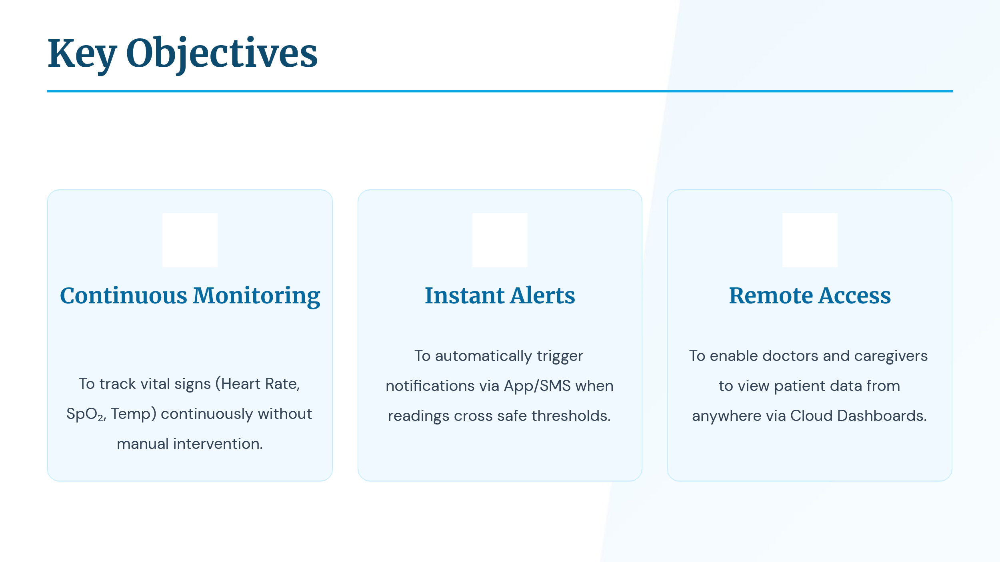 Key Objectives
Continuous Monitoring
To track vital signs (Heart Rate,
SpO₂, Temp) continuously without
manual intervention.
Instant Alerts
To automatically trigger
notifications via App/SMS when
readings cross safe thresholds.
Remote Access
To enable doctors and caregivers
to view patient data from
anywhere via Cloud Dashboards.